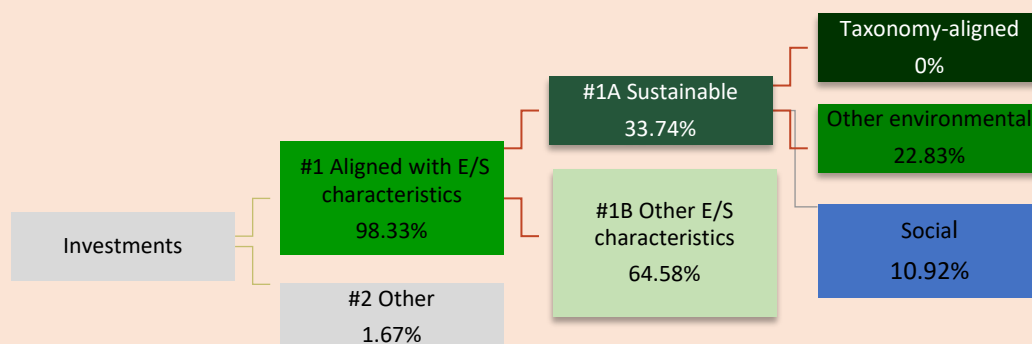 Investments
#1 Aligned with E/S
characteristics
98.33%
#2 Other
1.67%
#1A Sustainable
33.74%
#1B Other E/S
characteristics
64.58%
Taxonomy-aligned
0%
Other environmental
22.83%
Social
10.92%